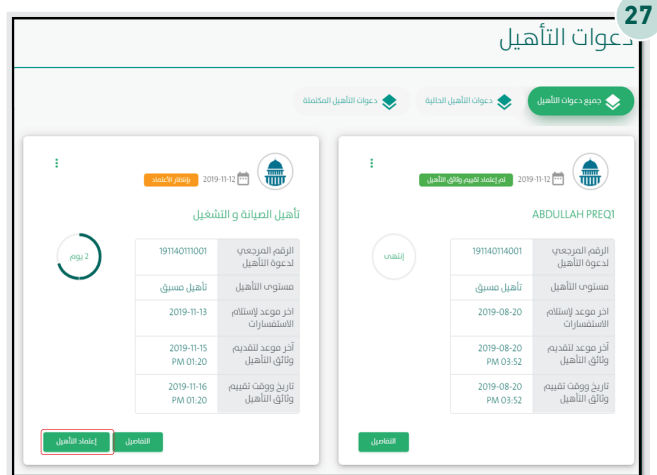 27
دعوات التأهيل
جميع دعوات التأهيل
دعوات التأهيل الحالية
دعوات التأهيل المكتملة
2019-11-12
تم إعتماد تقييم وثائق التأهيل
ABDULLAH PREQ1
إنتهى
الرقم المرجعي لدعوة التأهيل 191140114001
مستوى التأهيل تأهيل مسبق
اخر موعد لإستلام الاستفسارات 2019-08-20
آخر موعد لتقديم وثائق التأهيل 2019-08-20 PM 03:52
تاريخ ووقت تقييم وثائق التأهيل 2019-08-20 PM 03:52
التفاصيل
2019-11-12
بإنتظار الأعتماد
تأهيل الصيانة و التشغيل
2 يوم
الرقم المرجعي لدعوة التأهيل 191140111001
مستوى التأهيل تأهيل مسبق
اخر موعد لإستلام الاستفسارات 2019-11-13
آخر موعد لتقديم وثائق التأهيل 2019-11-15 PM 01:20
تاريخ ووقت تقييم وثائق التأهيل 2019-11-16 PM 01:20
التفاصيل
إعتماد التأهيل